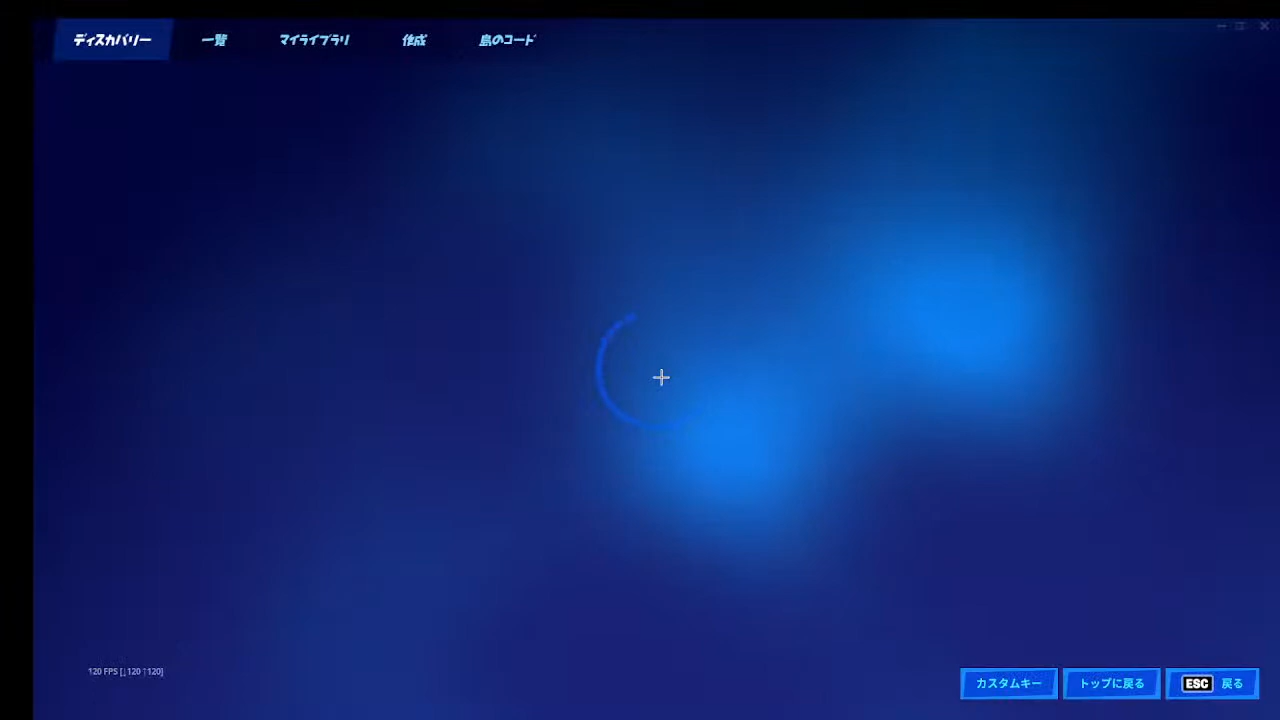 ディスカバリー 一覧 マイライブラリ 作成 島のコード
120 FPS [↓120 ↑120]
カスタムキー トップに戻る ESC 戻る